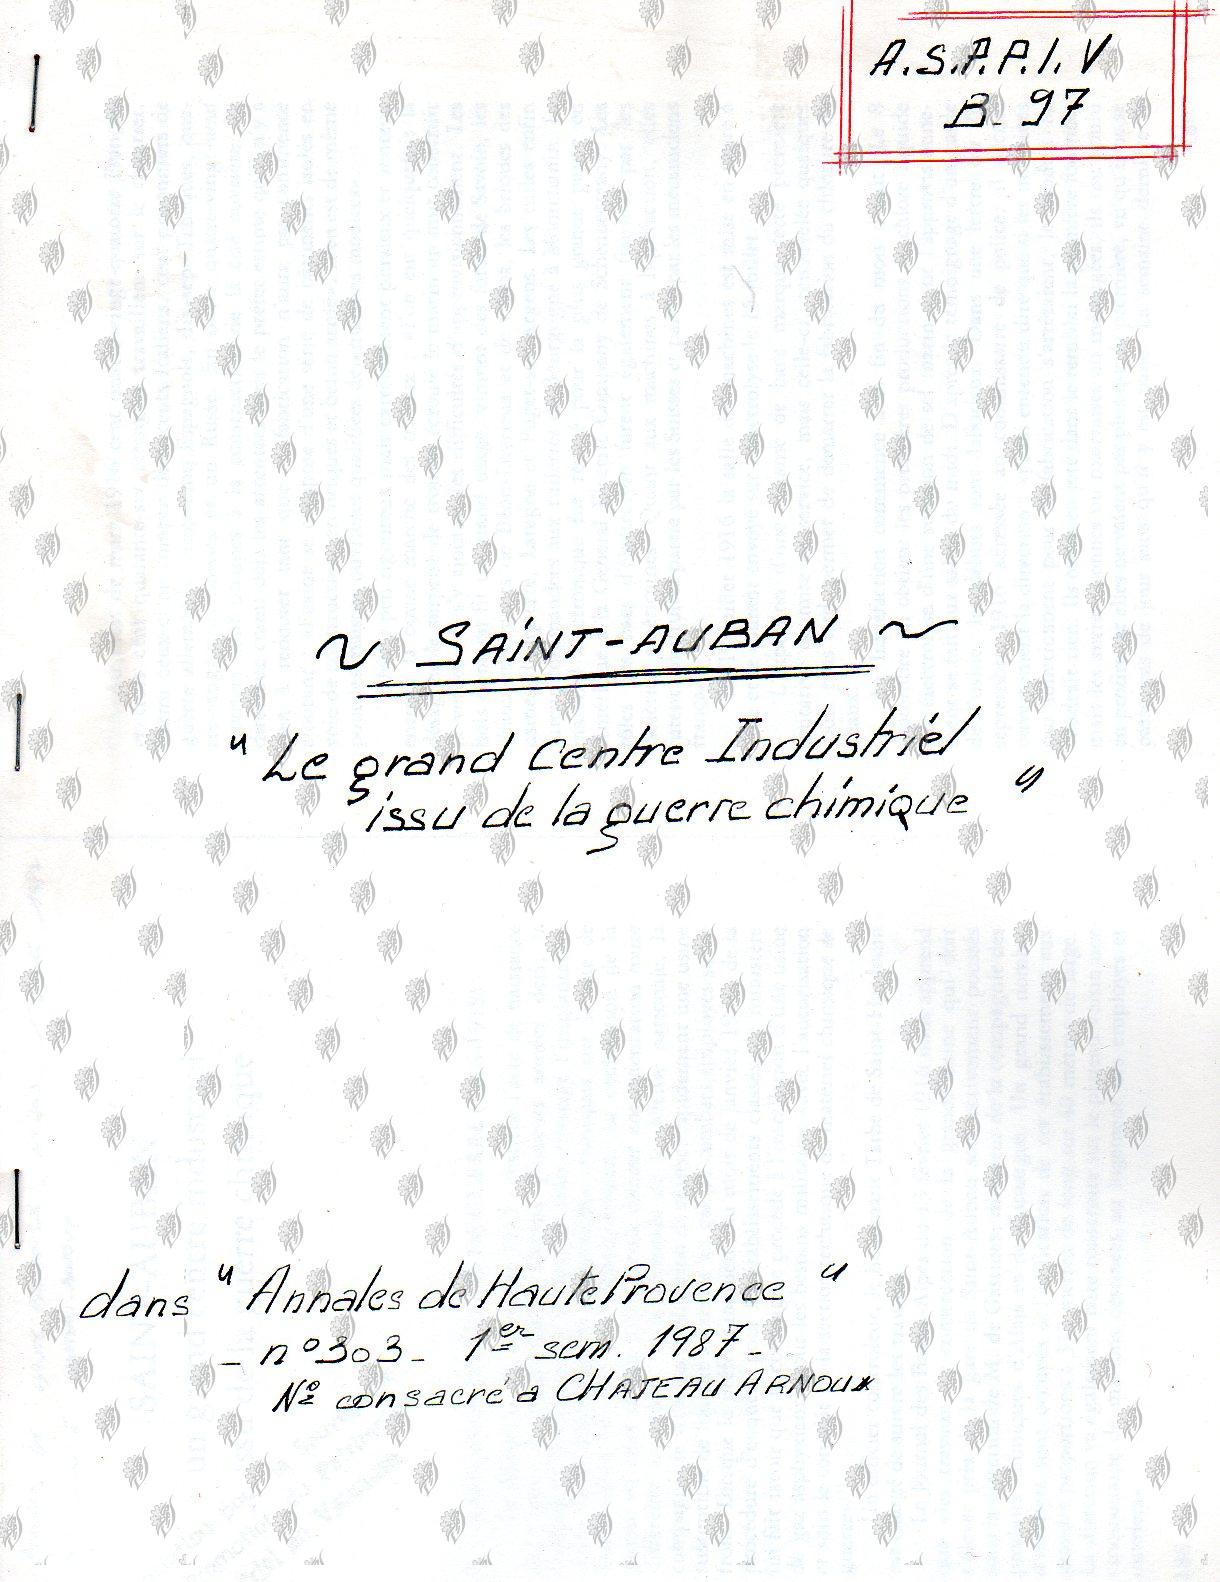 A.S.P.P.I.V
B. 97
~ SAiNT-AUBAN ~
" Le grand Centre Industriél
issu de la guerre chimique "
dans " Annales de Haute Provence "
- n° 303 - 1er sem. 1987 -
N° consacré a CHATEAU ARNOUX